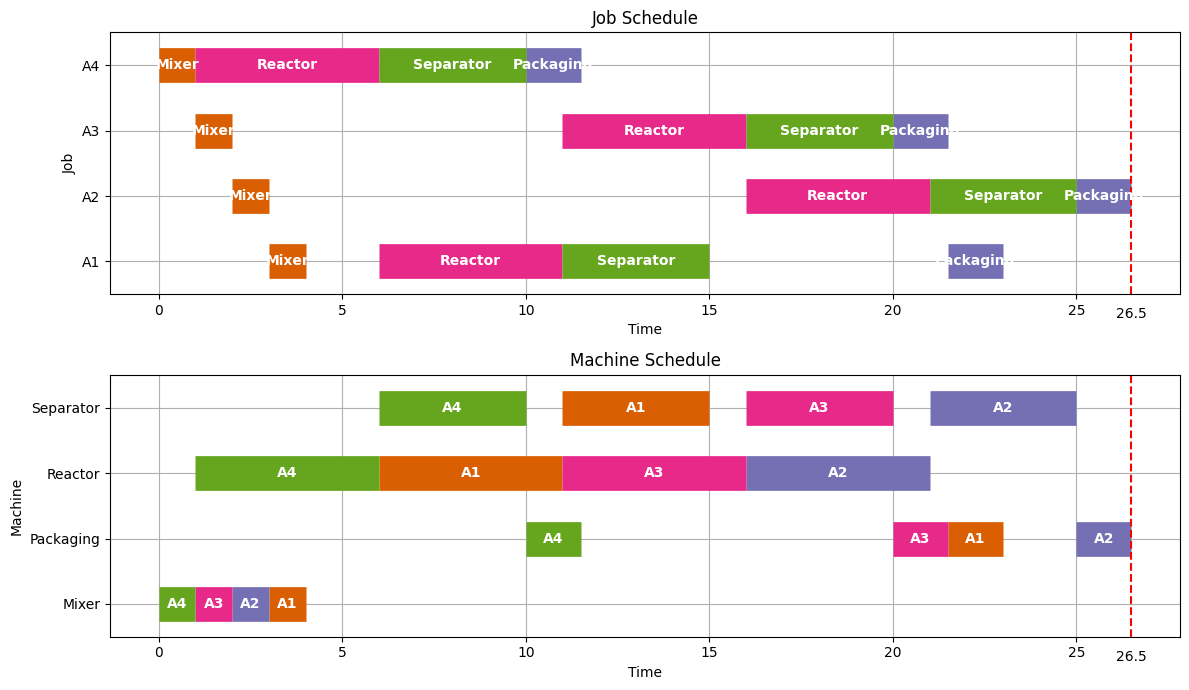 Job Schedule
Job
A4
Mixer Reactor Separator Packaging
A3
Mixer Reactor Separator Packaging
A2
Mixer Reactor Separator Packaging
A1
Mixer Reactor Separator Packaging
0 5 10 15 20 25 26.5
Time
Machine Schedule
Machine
Separator A4 A1 A3 A2
Reactor A4 A1 A3 A2
Packaging A4 A3 A1 A2
Mixer A4 A3 A2 A1
0 5 10 15 20 25 26.5
Time